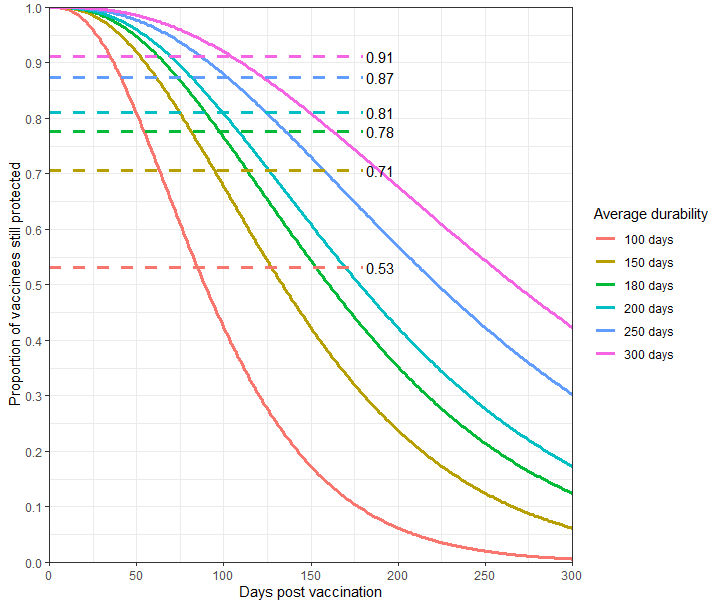 1.0
0.9
0.8
0.7
0.6
0.5
0.4
0.3
0.2
0.1
0.0
Proportion of vaccinees still protected
0.91
0.87
0.81
0.78
0.71
0.53
0
50
100
150
200
250
300
Days post vaccination
Average durability
100 days
150 days
180 days
200 days
250 days
300 days